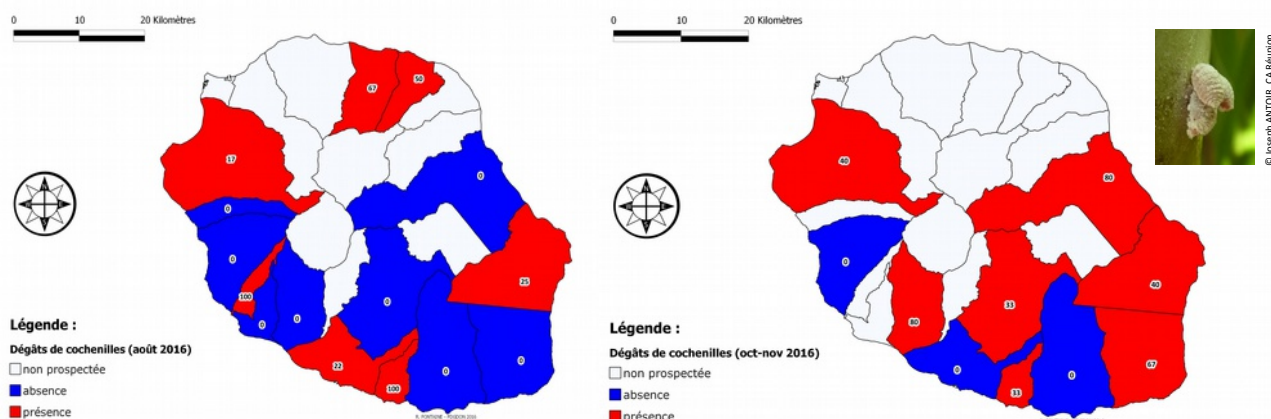 0 10 20 Kilomètres
67
50
17
0
0
0
25
100
0
0
0
22
100
0
0
Légende :
Dégâts de cochenilles (août 2016)
non prospectée
absence
présence
0 10 20 Kilomètres
© Joseph ANTOIR, CA Réunion
40
80
0
40
80
33
67
0
33
0
Légende :
Dégâts de cochenilles (oct-nov 2016)
non prospectée
absence
présence